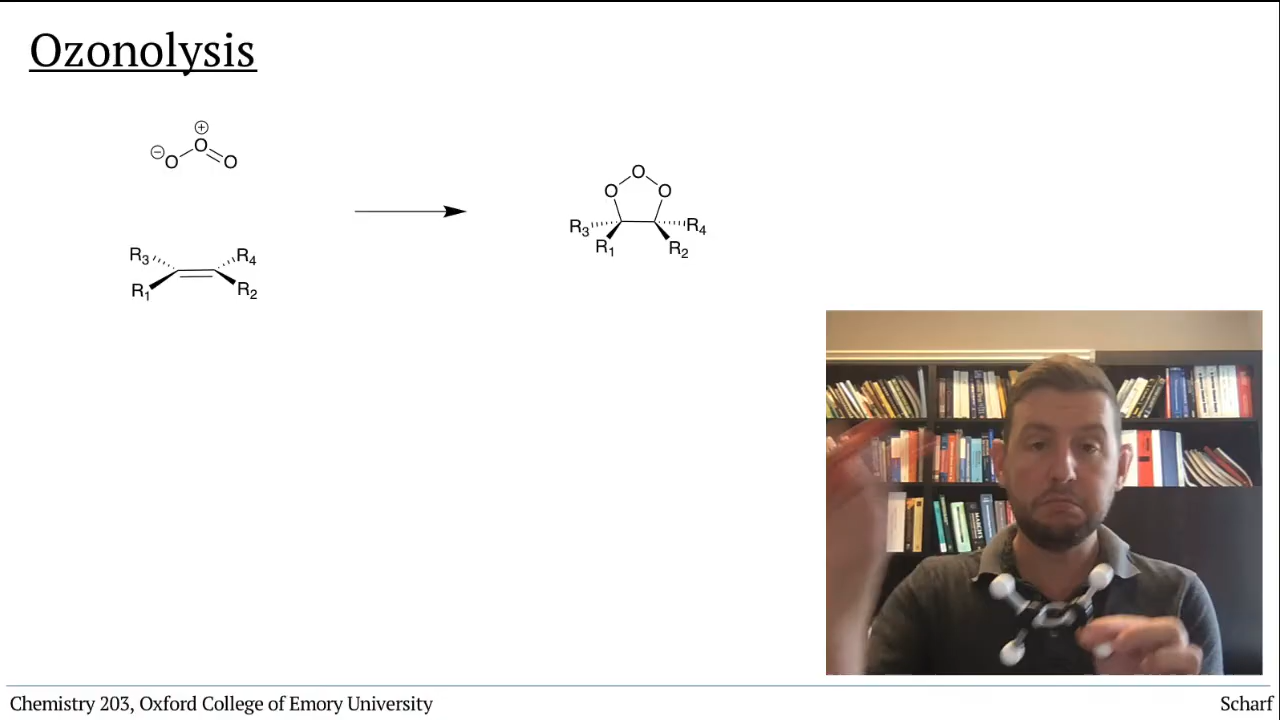 Ozonolysis
⊕
⊖ O O O
O
O O
R3 R4
R1 R2
R3 R4
R1 R2
Chemistry 203, Oxford College of Emory University
Scharf